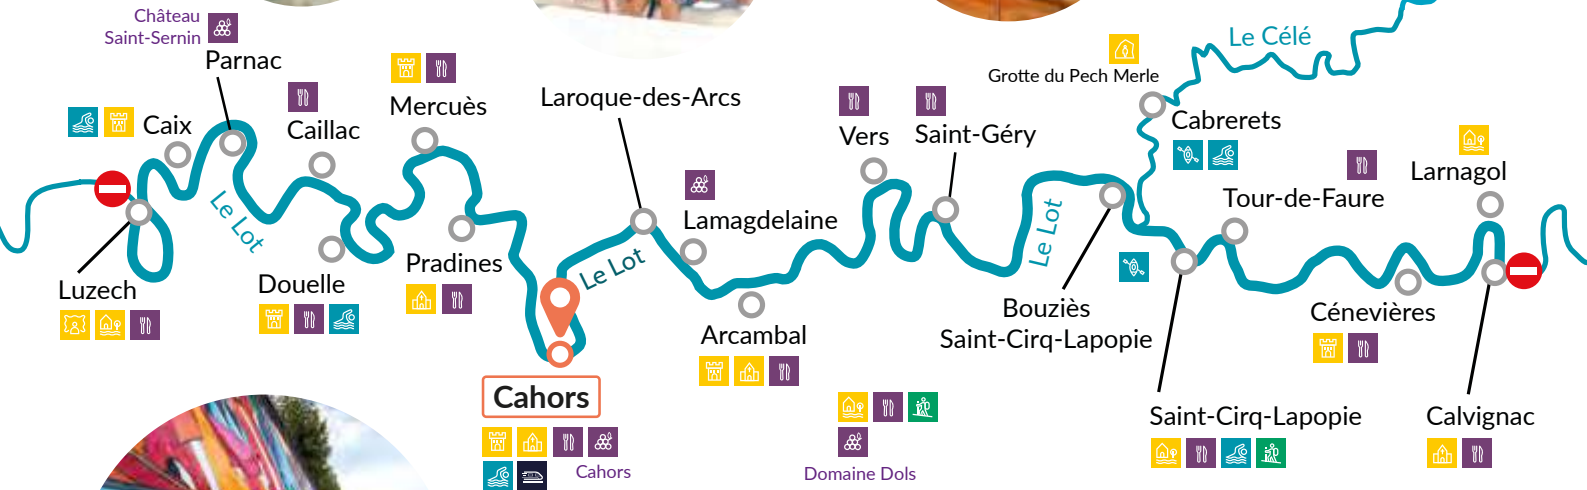 Château
Saint-Sernin
Parnac
Caix
Caillac
Mercuès
Laroque-des-Arcs
Vers
Saint-Géry
Grotte du Pech Merle
Le Célé
Cabrerets
Tour-de-Faure
Larnagol
Le Lot
Luzech
Douelle
Pradines
Le Lot
Lamagdelaine
Arcambal
Le Lot
Bouziès
Saint-Cirq-Lapopie
Cénevières
Cahors
Cahors
Domaine Dols
Saint-Cirq-Lapopie
Calvignac